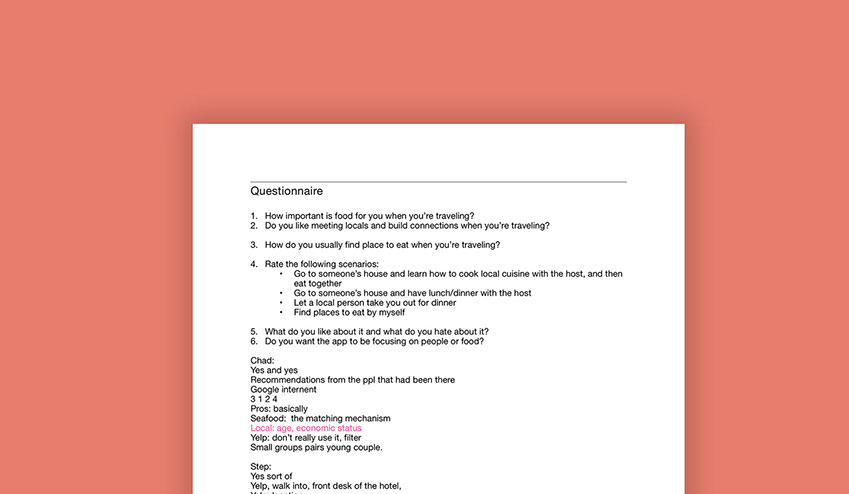 Questionnaire
1. How important is food for you when you're traveling?
2. Do you like meeting locals and build connections when you're traveling?
3. How do you usually find place to eat when you're traveling?
4. Rate the following scenarios:
• Go to someone's house and learn how to cook local cuisine with the host, and then
eat together
• Go to someone's house and have lunch/dinner with the host
• Let a local person take you out for dinner
• Find places to eat by myself
5. What do you like about it and what do you hate about it?
6. Do you want the app to be focusing on people or food?
Chad:
Yes and yes
Recommendations from the ppl that had been there
Google internent
3 1 2 4
Pros: basically
Seafood:  the matching mechanism
Local: age, economic status
Yelp: don't really use it, filter
Small groups pairs young couple.
Step:
Yes sort of
Yelp, walk into, front desk of the hotel,